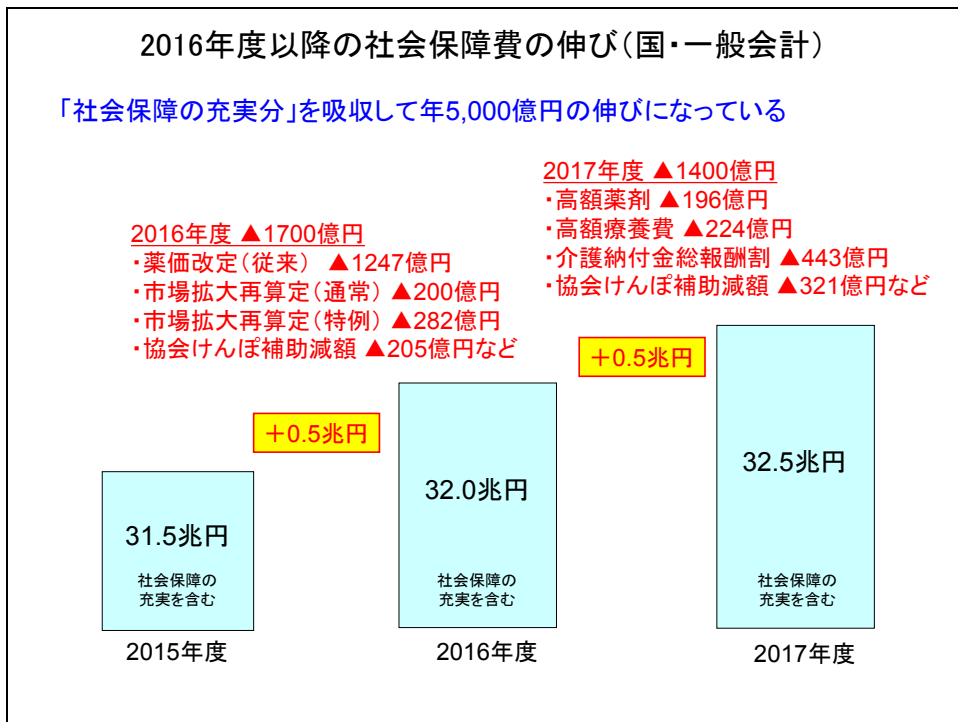 2016年度以降の社会保障費の伸び(国・一般会計)
「社会保障の充実分」を吸収して年5,000億円の伸びになっている
2016年度 ▲1700億円
・薬価改定(従来) ▲1247億円
・市場拡大再算定(通常) ▲200億円
・市場拡大再算定(特例) ▲282億円
・協会けんぽ補助減額 ▲205億円など
2017年度 ▲1400億円
・高額薬剤 ▲196億円
・高額療養費 ▲224億円
・介護納付金総報酬割 ▲443億円
・協会けんぽ補助減額 ▲321億円など
+0.5兆円
+0.5兆円
31.5兆円
社会保障の
充実を含む
2015年度
32.0兆円
社会保障の
充実を含む
2016年度
32.5兆円
社会保障の
充実を含む
2017年度